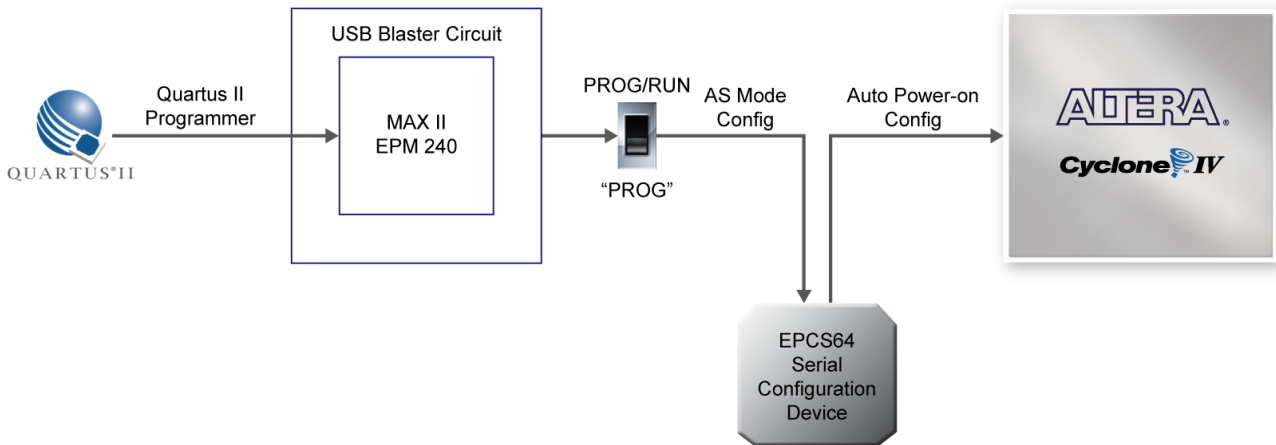 USB Blaster Circuit
QUARTUS®II
Quartus II
Programmer
MAX II
EPM 240
PROG/RUN
“PROG”
AS Mode
Config
Auto Power-on
Config
ALTERA®
Cyclone™ IV
EPCS64
Serial
Configuration
Device